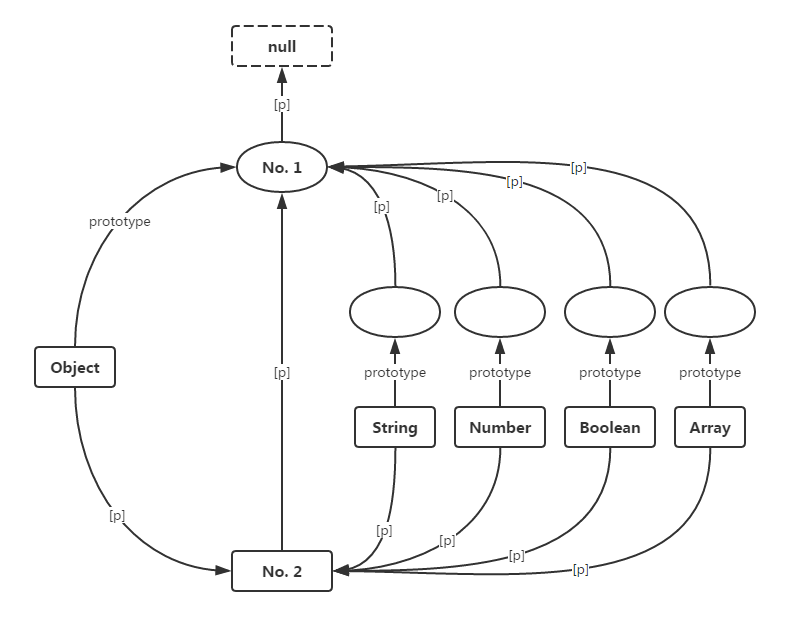 null
[p]
No. 1
[p]
[p]
[p]
[p]
prototype
Object
[p]
prototype
prototype
prototype
prototype
String
Number
Boolean
Array
[p]
[p]
[p]
[p]
[p]
No. 2